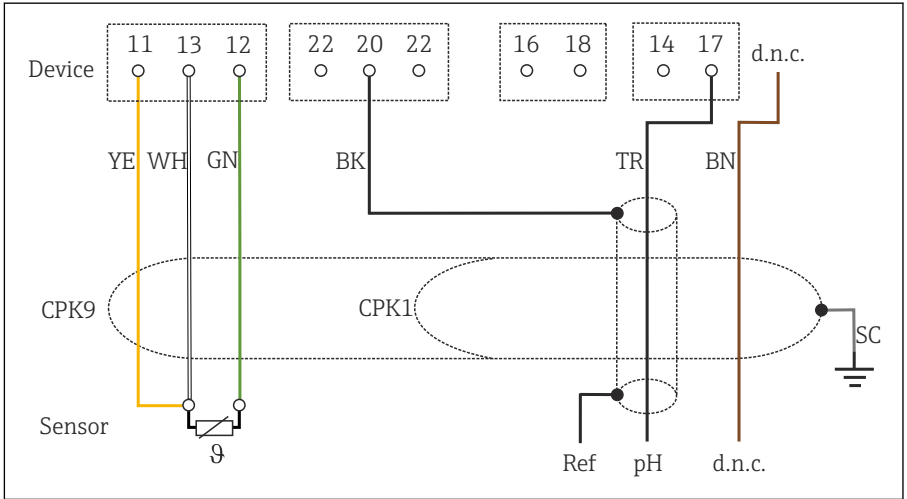 11 13 12 22 20 22 16 18 14 17 d.n.c.
Device
YE WH GN BK TR BN
CPK9 CPK1
SC
Sensor
ϑ
Ref pH d.n.c.